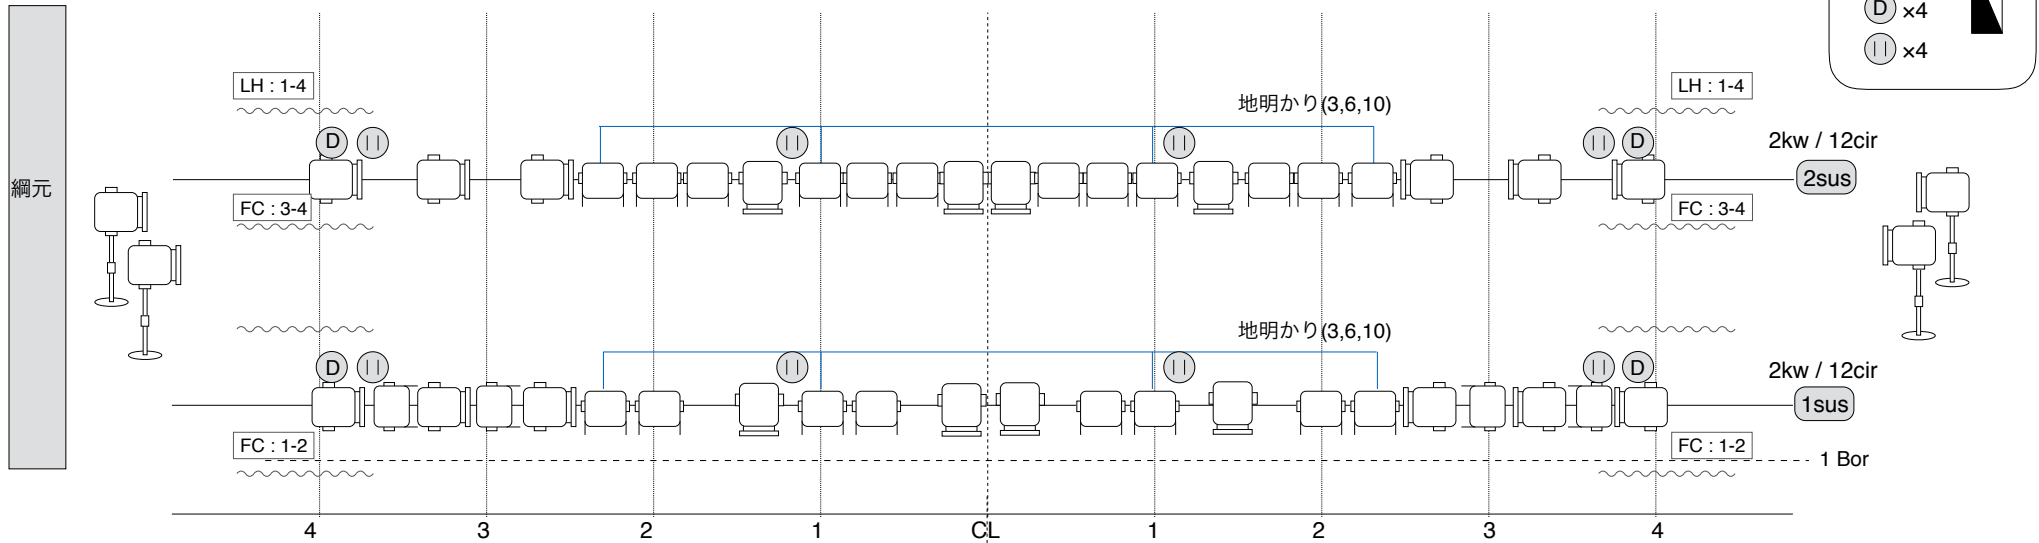 D ×4
| | ×4
LH : 1-4
LH : 1-4
地明かり(3,6,10)
D | | | | | | | | D
2kw / 12cir
2sus
綱元
FC : 3-4
FC : 3-4
地明かり(3,6,10)
D | | | | | | | | D
2kw / 12cir
1sus
FC : 1-2
FC : 1-2
1 Bor
4 3 2 1 CL 1 2 3 4